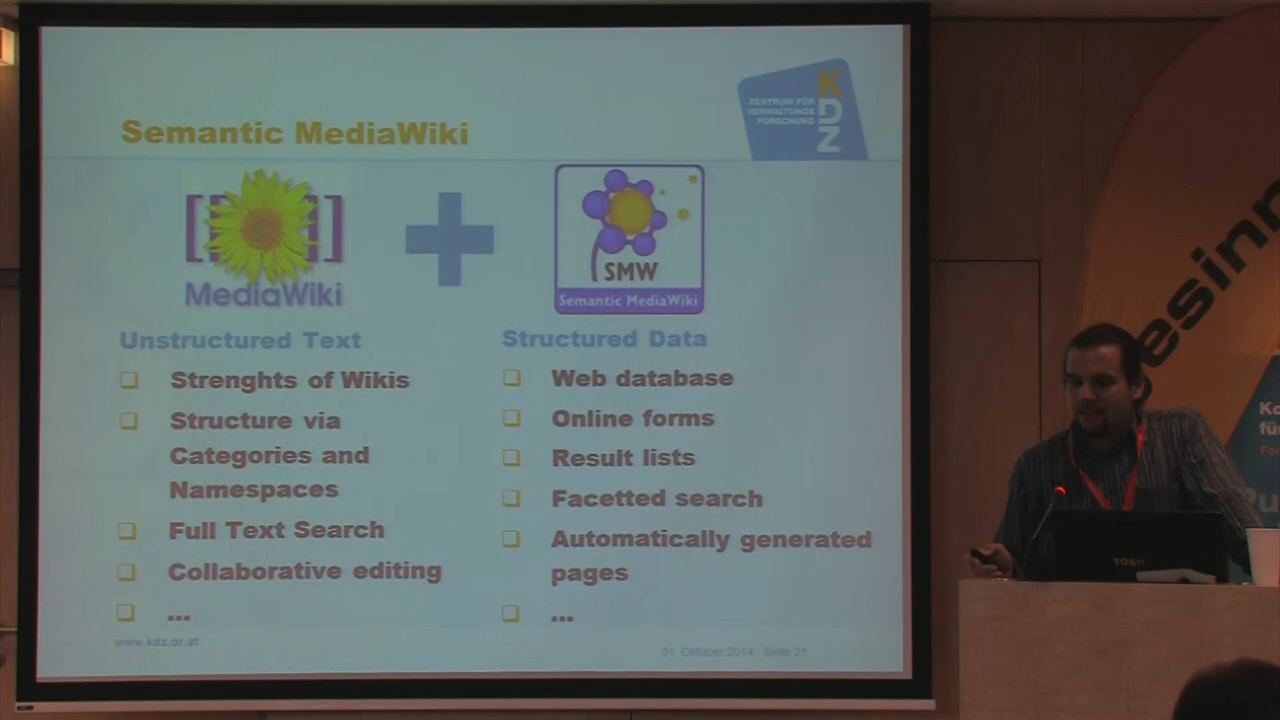 ZENTRUM FÜR
VERWALTUNGS
FORSCHUNG
KDZ
Semantic MediaWiki
MediaWiki
SMW
Semantic MediaWiki
Unstructured Text
Strenghts of Wikis
Structure via
Categories and
Namespaces
Full Text Search
Collaborative editing
...
Structured Data
Web database
Online forms
Result lists
Facetted search
Automatically generated
pages
...
www.kdz.or.at
01. Oktober 2014 Seite 21
esinn
für